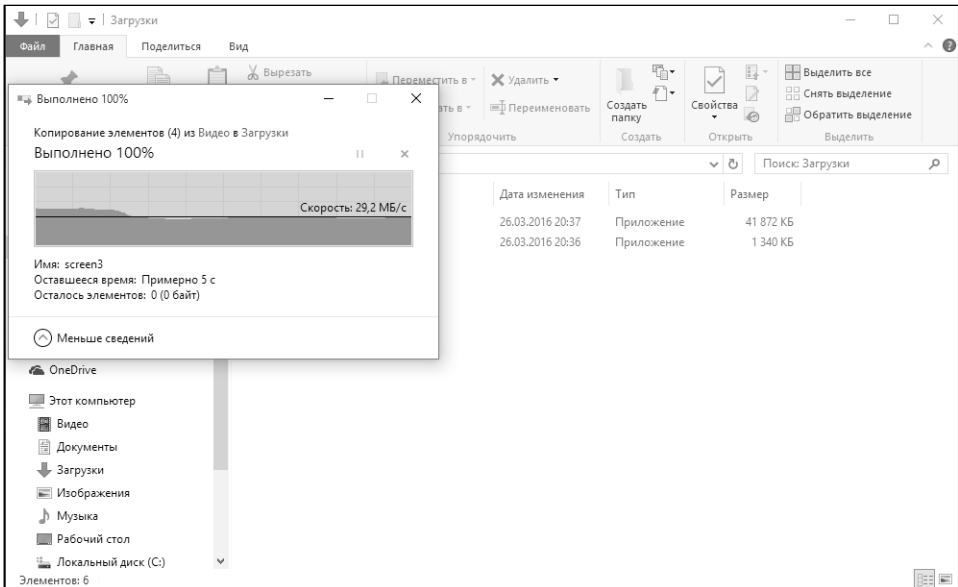 Загрузки
Файл Главная Поделиться Вид
Вырезать
Переместить в Удалить
Выделить все
Снять выделение
ать в Переименовать
Создать папку
Свойства
Обратить выделение
Упорядочить Создать Открыть Выделить
Поиск: Загрузки
Выполнено 100%
Копирование элементов (4) из Видео в Загрузки
Выполнено 100%
Скорость: 29,2 МБ/с
Имя: screen3
Оставшееся время: Примерно 5 с
Осталось элементов: 0 (0 байт)
Меньше сведений
Дата изменения Тип Размер
26.03.2016 20:37 Приложение 41 872 КБ
26.03.2016 20:36 Приложение 1 340 КБ
OneDrive
Этот компьютер
Видео
Документы
Загрузки
Изображения
Музыка
Рабочий стол
Локальный диск (C:)
Элементов: 6